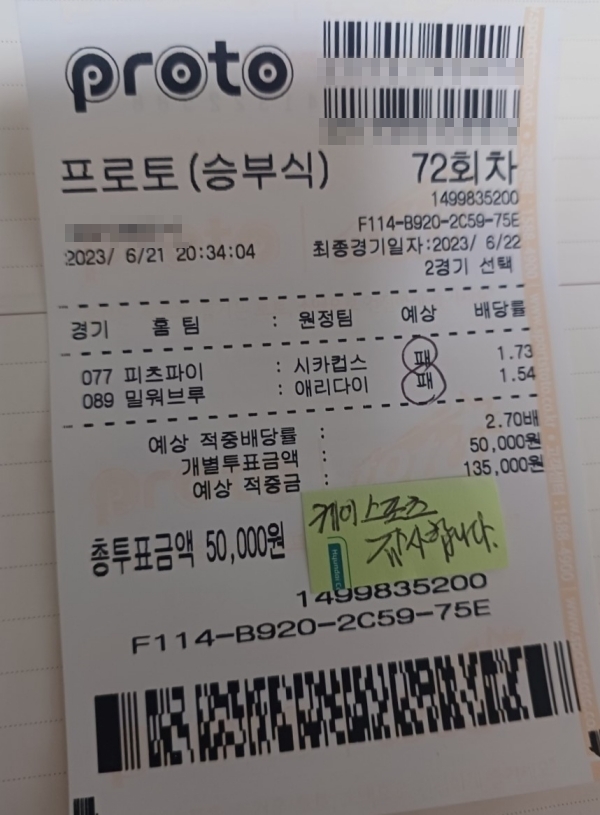 proto
프로토(승부식) 72회차
1499835200
F114-B920-2C59-75E
2023/ 6/21 20:34:04 최종경기일자:2023/ 6/22
2경기 선택
경기 홈 팀 : 원정팀 예상 배당률
077 피츠파이 : 시카컵스 패 1.73
089 밀워브루 : 애리다이 패 1.54
예상 적중배당률 : 2.70배
개별투표금액 : 50,000원
예상 적중금 : 135,000원
총투표금액 50,000원
케이스포츠
감사합니다.
1499835200
F114-B920-2C59-75E